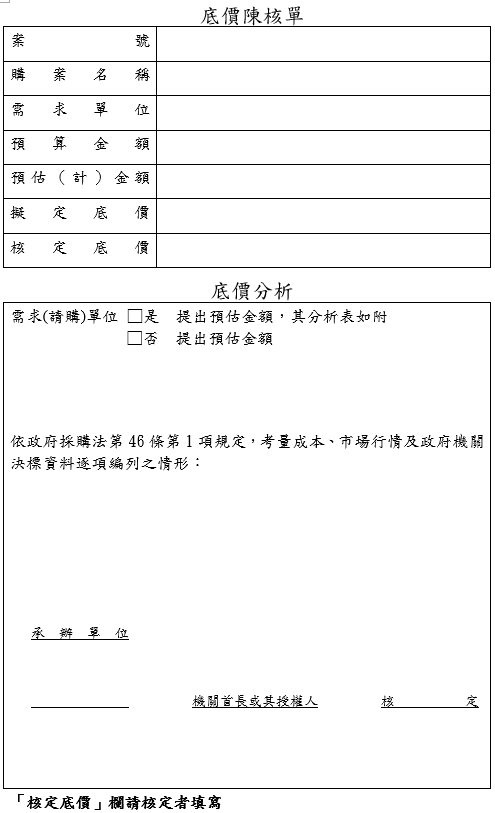 底價陳核單
案號
購案名稱
需求單位
預算金額
預估(計)金額
擬定底價
核定底價
底價分析
需求(請購)單位 □是 提出預估金額，其分析表如附
□否 提出預估金額
依政府採購法第 46 條第 1 項規定，考量成本、市場行情及政府機關
決標資料逐項編列之情形：
承辦單位
機關首長或其授權人 核定
「核定底價」欄請核定者填寫